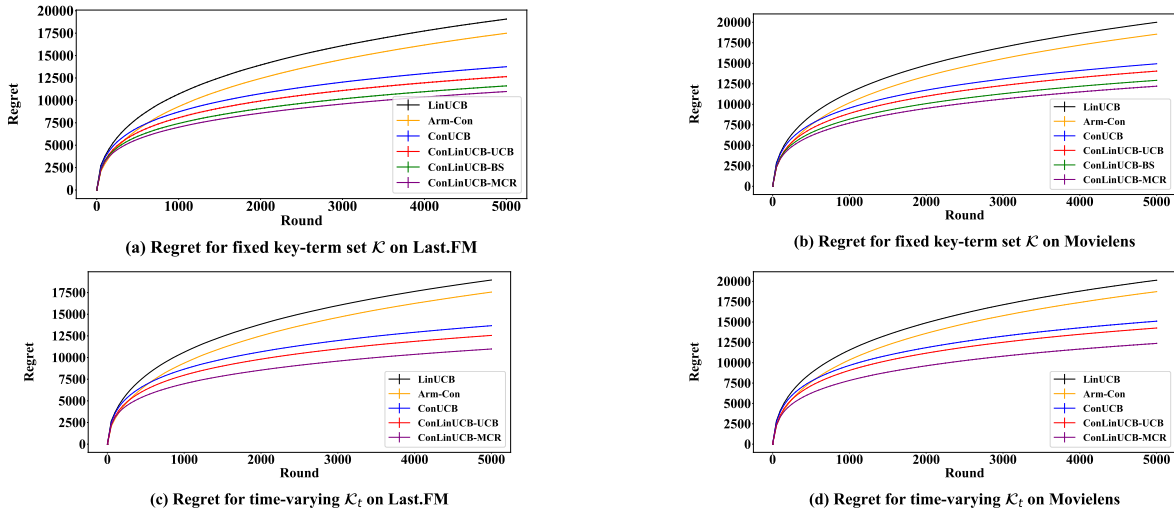 20000
17500
15000
12500
10000
7500
5000
2500
0
Regret
LinUCB
Arm-Con
ConUCB
ConLinUCB-UCB
ConLinUCB-BS
ConLinUCB-MCR
0 1000 2000 3000 4000 5000
Round
(a) Regret for fixed key-term set 𝒦 on Last.FM
20000
17500
15000
12500
10000
7500
5000
2500
0
Regret
LinUCB
Arm-Con
ConUCB
ConLinUCB-UCB
ConLinUCB-BS
ConLinUCB-MCR
0 1000 2000 3000 4000 5000
Round
(b) Regret for fixed key-term set 𝒦 on Movielens
17500
15000
12500
10000
7500
5000
2500
0
Regret
LinUCB
Arm-Con
ConUCB
ConLinUCB-UCB
ConLinUCB-MCR
0 1000 2000 3000 4000 5000
Round
(c) Regret for time-varying 𝒦t on Last.FM
20000
17500
15000
12500
10000
7500
5000
2500
0
Regret
LinUCB
Arm-Con
ConUCB
ConLinUCB-UCB
ConLinUCB-MCR
0 1000 2000 3000 4000 5000
Round
(d) Regret for time-varying 𝒦t on Movielens